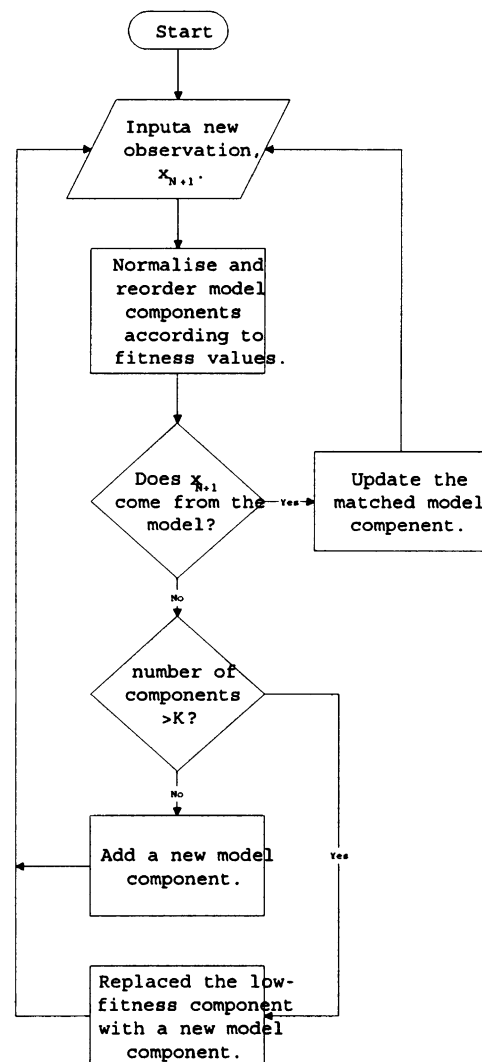 Start
Inputa new
observation,
x_{N+1}.
Normalise and
reorder model
components
according to
fitness values.
Does x_{N+1}
come from the
model?
Yes
Update the
matched model
compenent.
No
number of
components
>K?
No
Yes
Add a new model
component.
Replaced the low-
fitness component
with a new model
component.